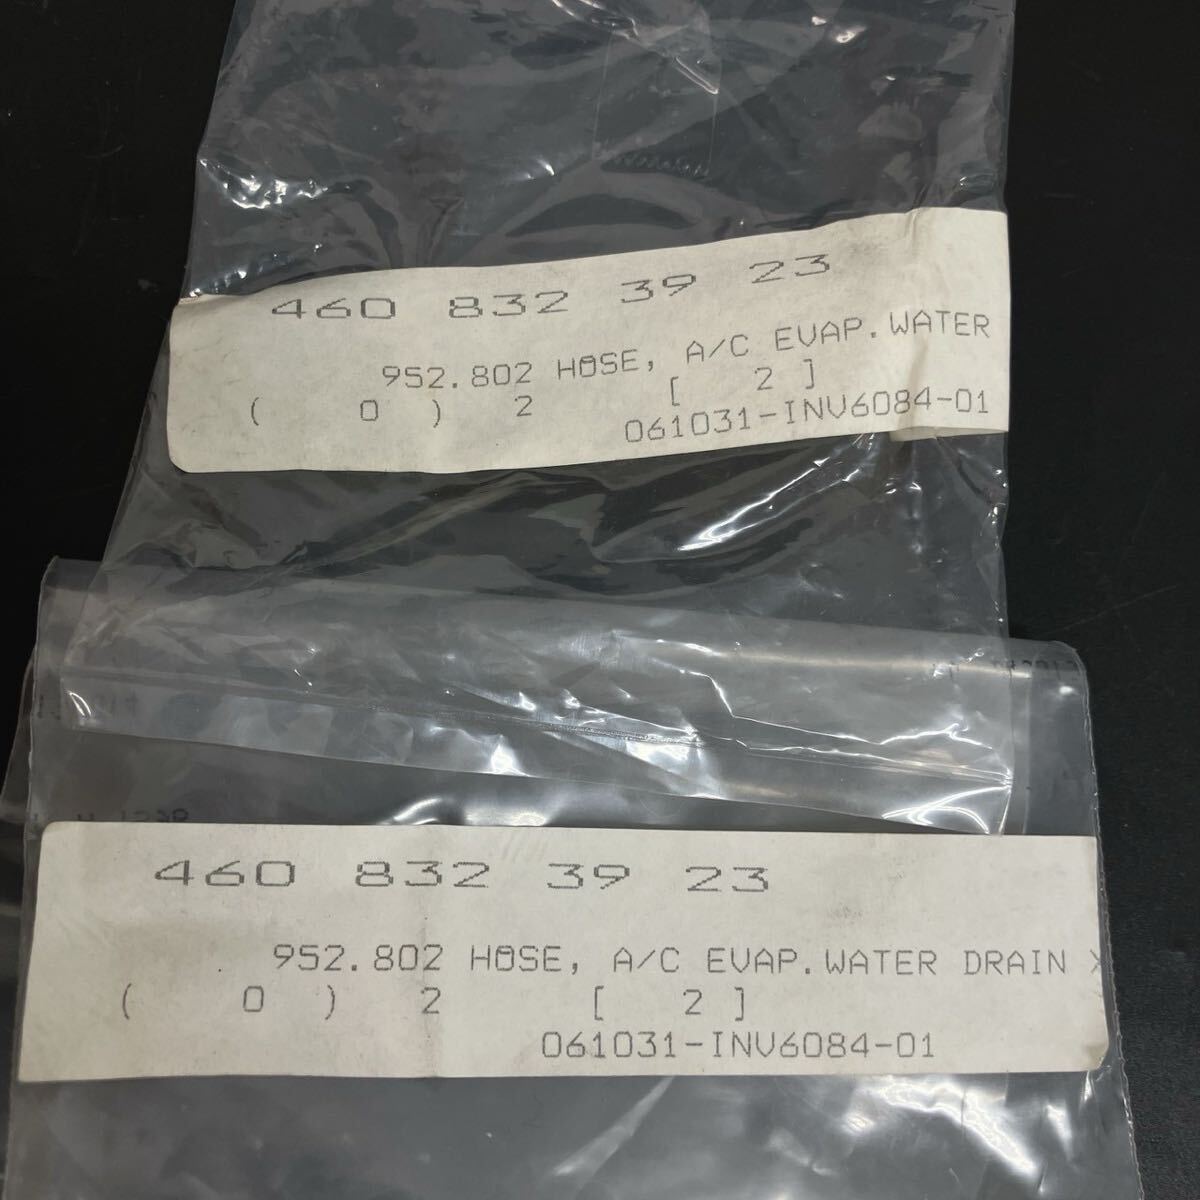 460 832 39 23
952.802 HOSE, A/C EVAP.WATER
( 0 ) 2 [ 2 ]
061031-INV6084-01
460 832 39 23
952.802 HOSE, A/C EVAP.WATER DRAIN
( 0 ) 2 [ 2 ]
061031-INV6084-01